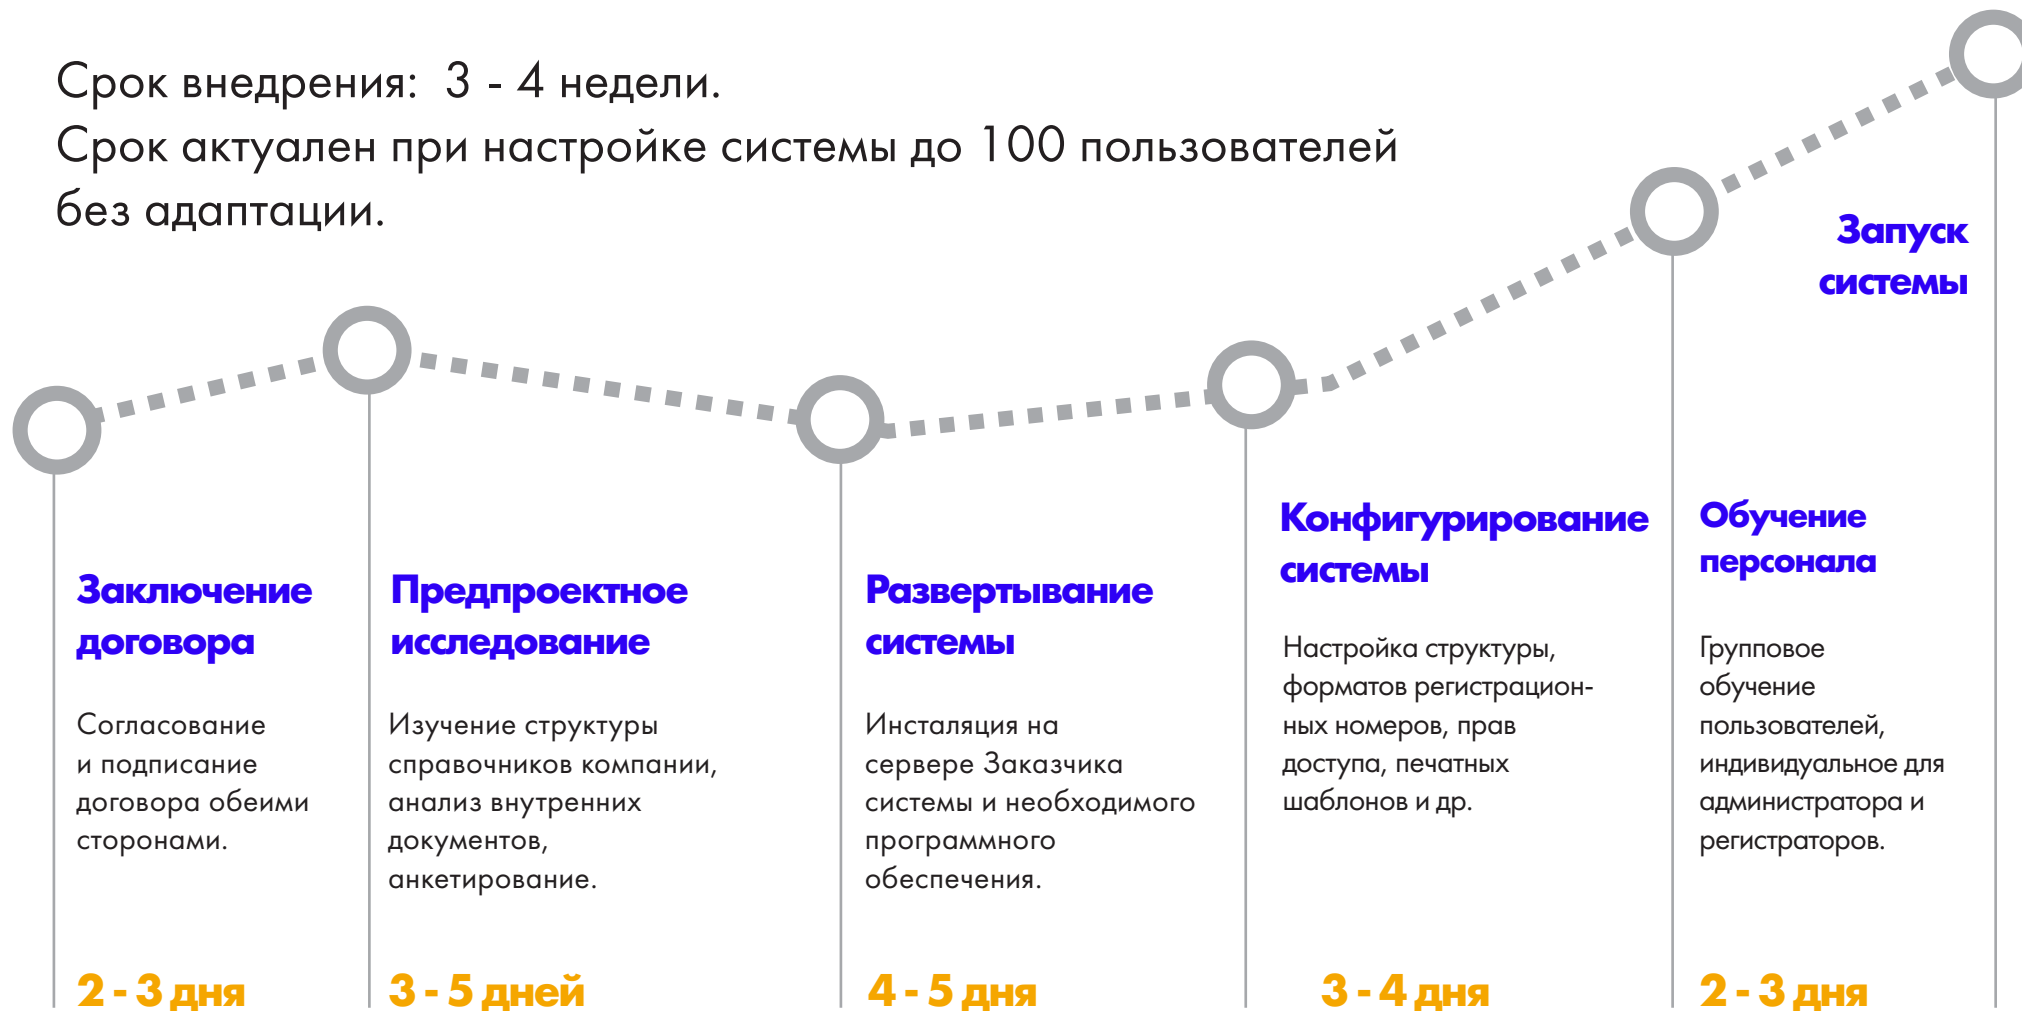 Срок внедрения: 3 - 4 недели.
Срок актуален при настройке системы до 100 пользователей
без адаптации.
Заключение
договора
Согласование
и подписание
договора обеими
сторонами.
2 - 3 дня
Предпроектное
исследование
Изучение структуры
справочников компании,
анализ внутренних
документов,
анкетирование.
3 - 5 дней
Развертывание
системы
Инсталяция на
сервере Заказчика
системы и необходимого
программного
обеспечения.
4 - 5 дня
Конфигурирование
системы
Настройка структуры,
форматов регистрацион-
ных номеров, прав
доступа, печатных
шаблонов и др.
3 - 4 дня
Обучение
персонала
Групповое
обучение
пользователей,
индивидуальное для
администратора и
регистраторов.
2 - 3 дня
Запуск
системы